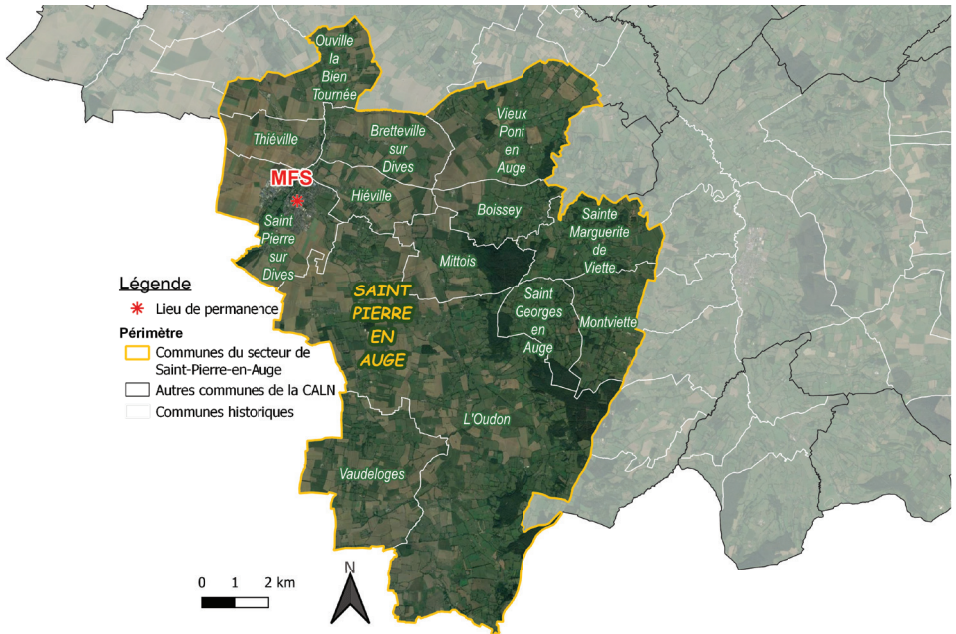 Ouville
la
Bien
Tournée
Vieux
Pont
en
Auge
Thiéville
Bretteville
sur
Dives
MFS
Hiéville
Boissey
Sainte
Marguerite
de
Viette
Saint
Pierre
sur
Dives
Mittois
SAINT
PIERRE
EN
AUGE
Saint
Georges
en
Auge
Montviette
L'Oudon
Vaudeloges
Légende
Lieu de permanence
Périmètre
Communes du secteur de
Saint-Pierre-en-Auge
Autres communes de la CALN
Communes historiques
0 1 2 km
N